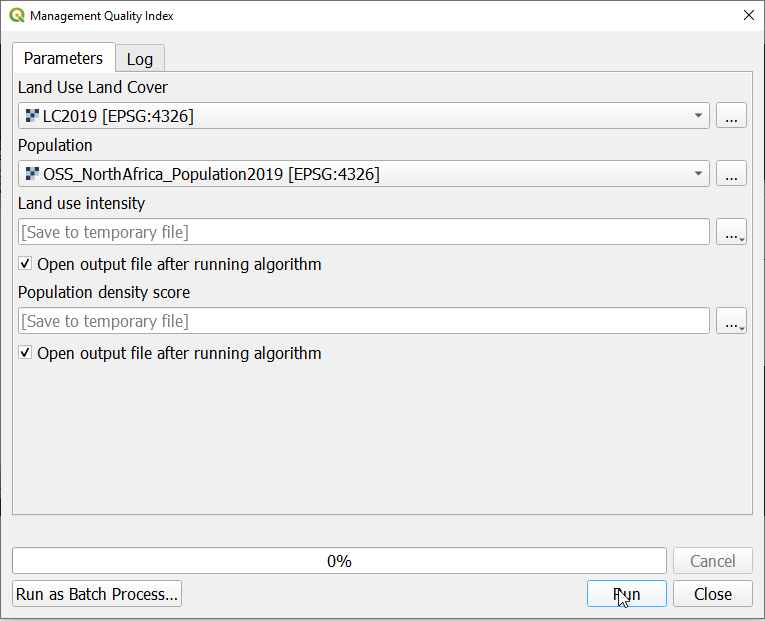 Management Quality Index
Parameters
Log
Land Use Land Cover
LC2019 [EPSG:4326]
...
Population
OSS_NorthAfrica_Population2019 [EPSG:4326]
...
Land use intensity
[Save to temporary file]
...
Open output file after running algorithm
Population density score
[Save to temporary file]
...
Open output file after running algorithm
0%
Cancel
Run as Batch Process...
Run
Close